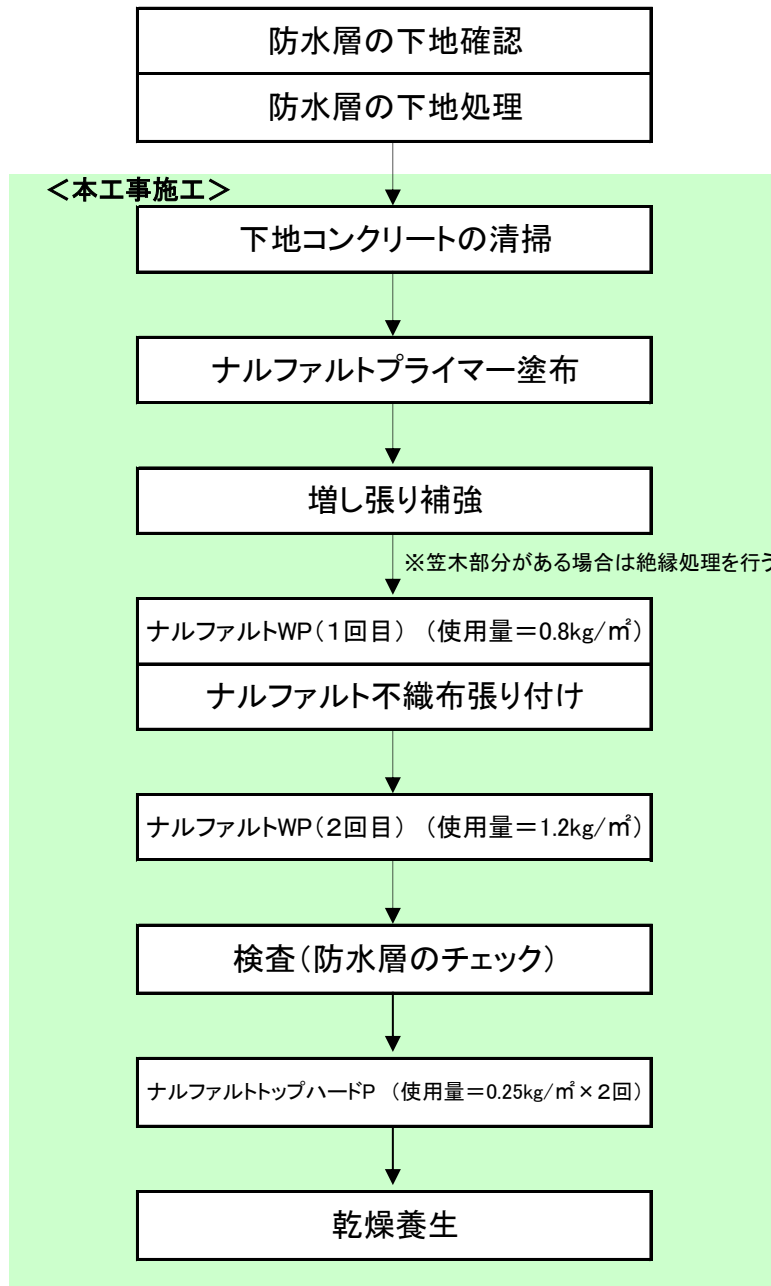 防水層の下地確認
防水層の下地処理
＜本工事施工＞
下地コンクリートの清掃
ナルファルトプライマー塗布
増し張り補強
※笠木部分がある場合は絶縁処理を行う
ナルファルトWP（１回目）　（使用量＝0.8kg/㎡）
ナルファルト不織布張り付け
ナルファルトWP（２回目）　（使用量＝1.2kg/㎡）
検査（防水層のチェック）
ナルファルトトップハードP　（使用量＝0.25kg/㎡×２回）
乾燥養生